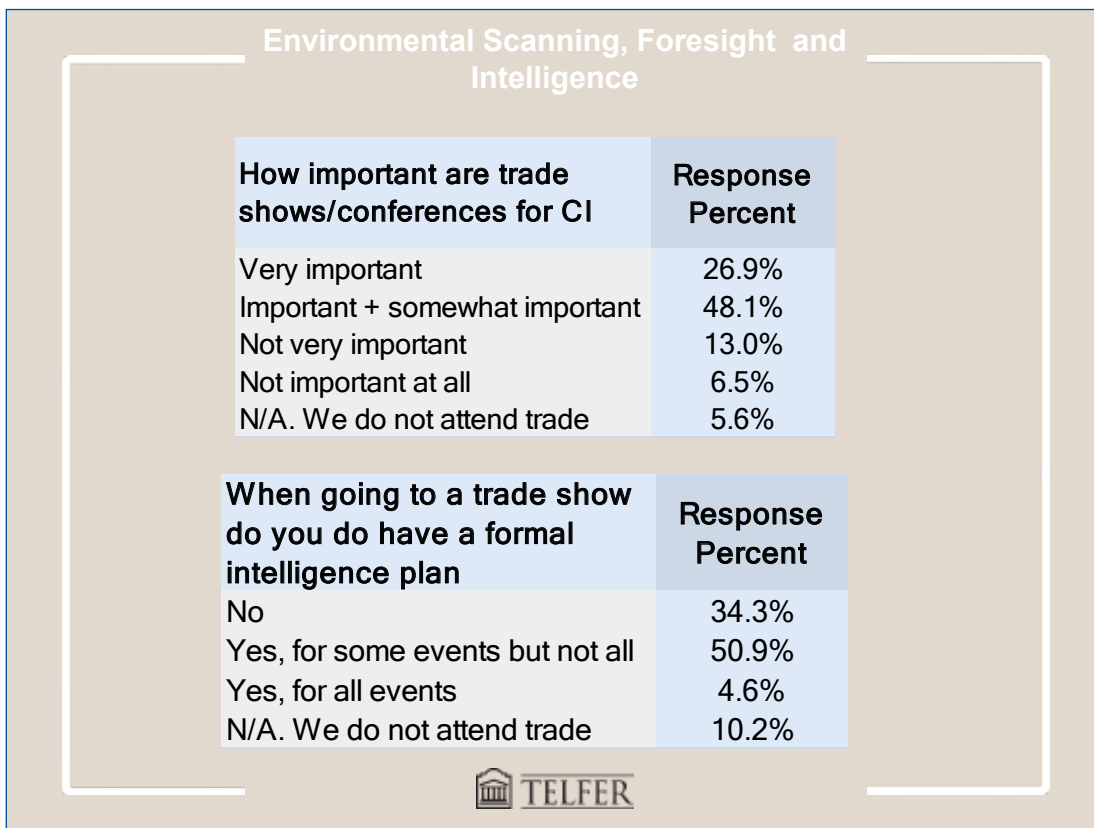 Environmental Scanning, Foresight and
Intelligence
How important are trade
shows/conferences for CI
Response
Percent
Very important 26.9%
Important + somewhat important 48.1%
Not very important 13.0%
Not important at all 6.5%
N/A. We do not attend trade 5.6%
When going to a trade show
do you do have a formal
intelligence plan
Response
Percent
No 34.3%
Yes, for some events but not all 50.9%
Yes, for all events 4.6%
N/A. We do not attend trade 10.2%
TELFER